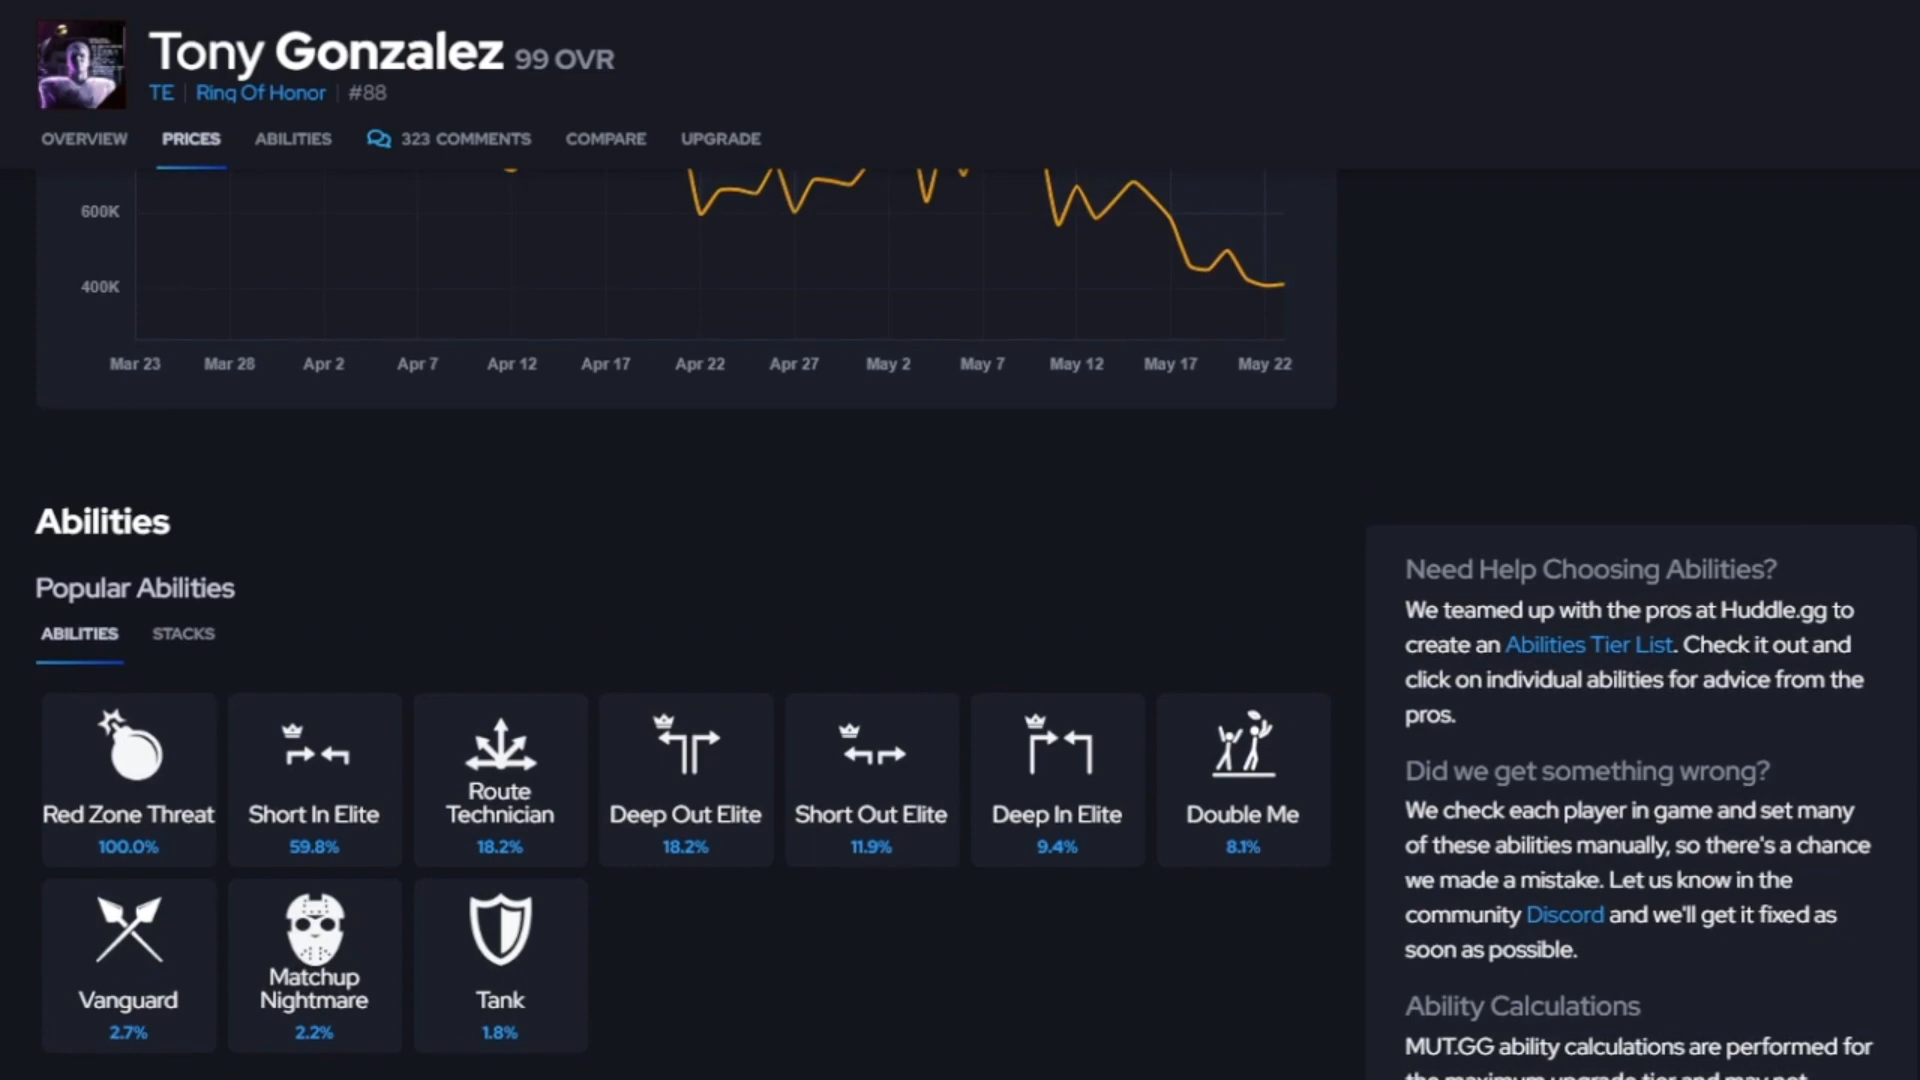 Tony Gonzalez 99 OVR
TE | Ring Of Honor | #88
OVERVIEW PRICES ABILITIES 323 COMMENTS COMPARE UPGRADE
600K
400K
Mar 23 Mar 28 Apr 2 Apr 7 Apr 12 Apr 17 Apr 22 Apr 27 May 2 May 7 May 12 May 17 May 22
Abilities
Popular Abilities
ABILITIES STACKS
Red Zone Threat
100.0%
Short In Elite
59.8%
Route
Technician
18.2%
Deep Out Elite
18.2%
Short Out Elite
11.9%
Deep In Elite
9.4%
Double Me
8.1%
Vanguard
2.7%
Matchup
Nightmare
2.2%
Tank
1.8%
Need Help Choosing Abilities?
We teamed up with the pros at Huddle.gg to
create an Abilities Tier List. Check it out and
click on individual abilities for advice from the
pros.
Did we get something wrong?
We check each player in game and set many
of these abilities manually, so there's a chance
we made a mistake. Let us know in the
community Discord and we'll get it fixed as
soon as possible.
Ability Calculations
MUT.GG ability calculations are performed for
the maximum upgrade tier and may not